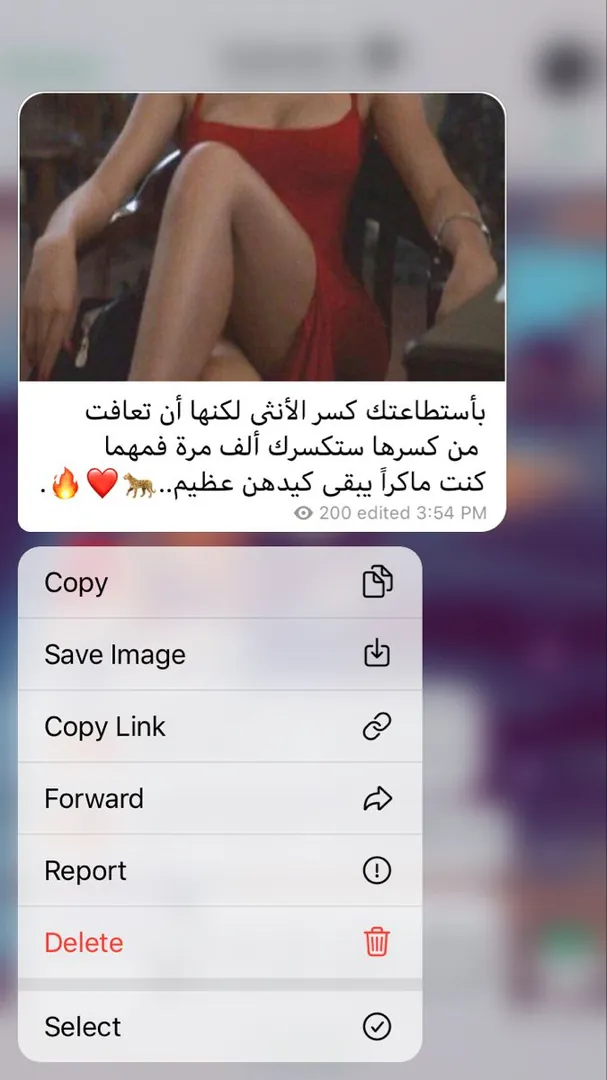 بأستطاعتك كسر الأنثى لكنها أن تعافت
من كسرها ستكسرك ألف مرة فمهما
كنت ماكراً يبقى كيدهن عظيم..🐆❤️🔥.
200 edited 3:54 PM
Copy
Save Image
Copy Link
Forward
Report
Delete
Select